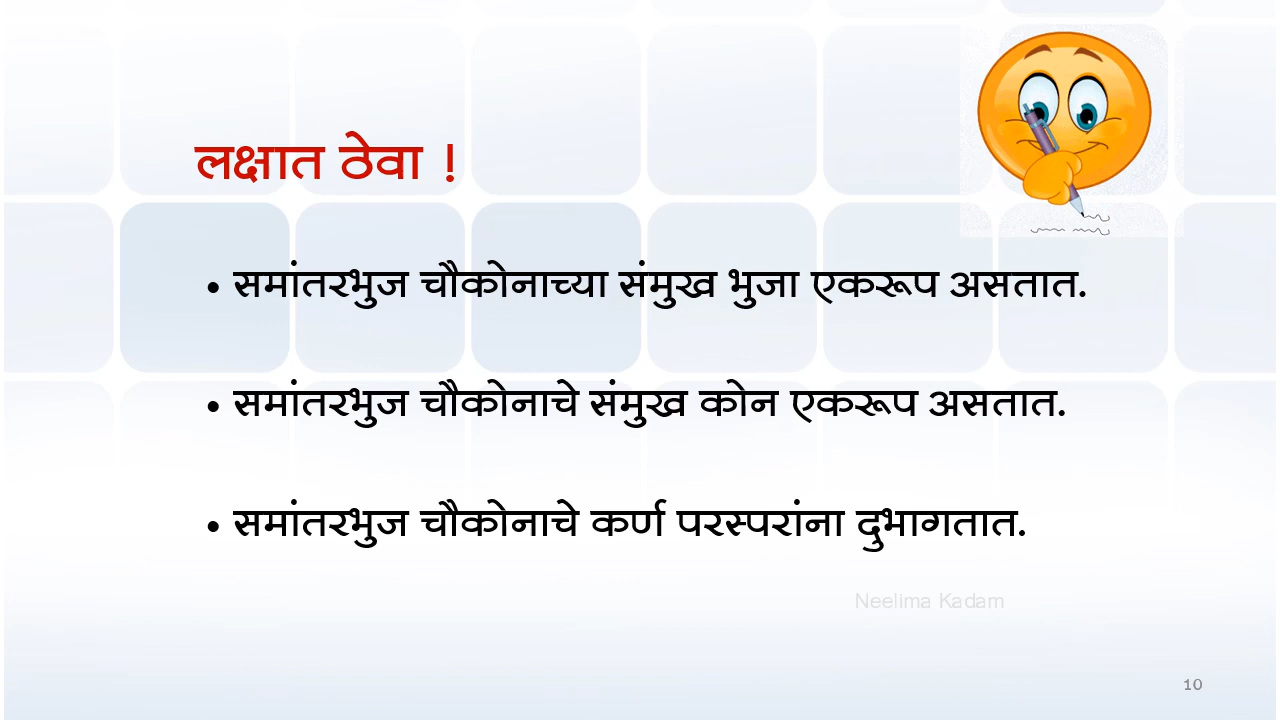 लक्षात ठेवा !
• समांतरभुज चौकोनाच्या संमुख भुजा एकरूप असतात.
• समांतरभुज चौकोनाचे संमुख कोन एकरूप असतात.
• समांतरभुज चौकोनाचे कर्ण परस्परांना दुभागतात.
Neelima Kadam
10